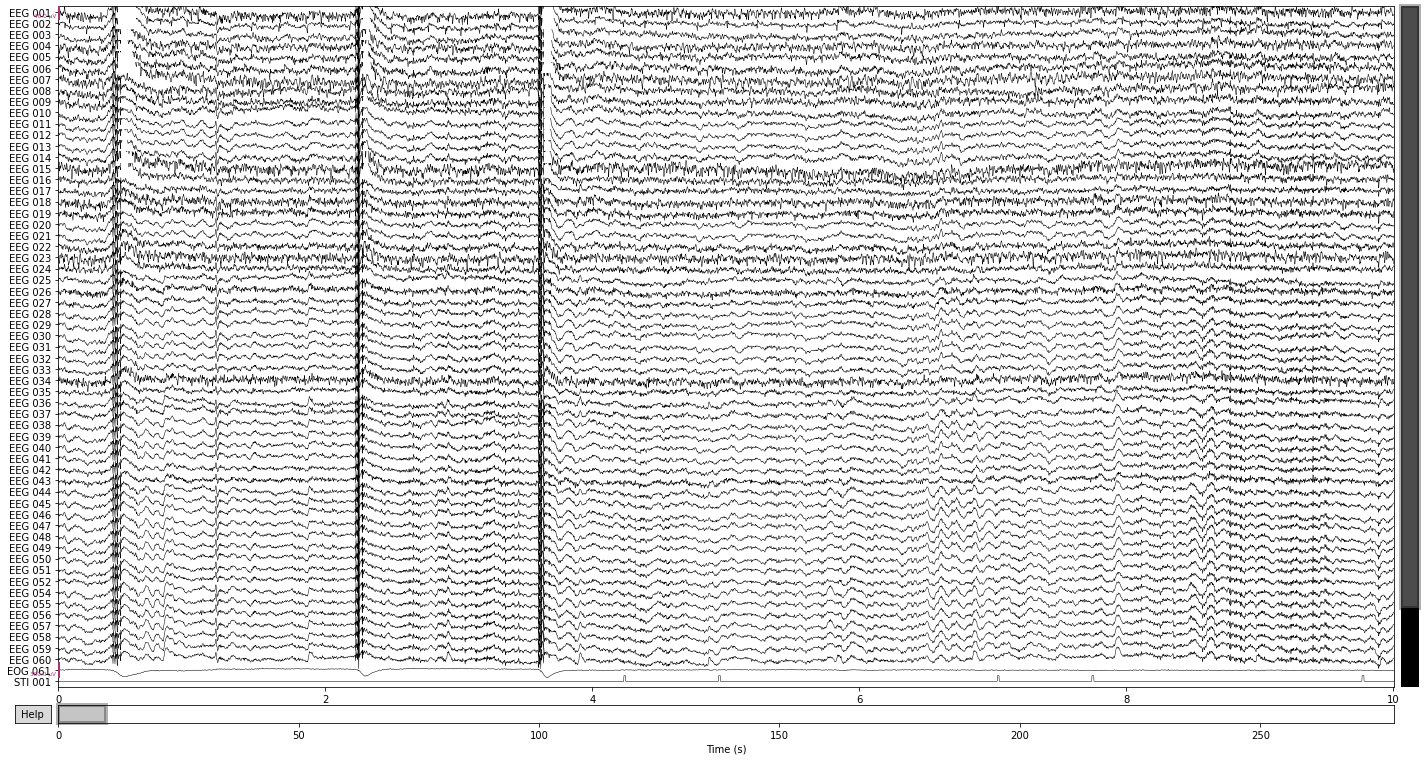 EEG 001
EEG 002
EEG 003
EEG 004
EEG 005
EEG 006
EEG 007
EEG 008
EEG 009
EEG 010
EEG 011
EEG 012
EEG 013
EEG 014
EEG 015
EEG 016
EEG 017
EEG 018
EEG 019
EEG 020
EEG 021
EEG 022
EEG 023
EEG 024
EEG 025
EEG 026
EEG 027
EEG 028
EEG 029
EEG 030
EEG 031
EEG 032
EEG 033
EEG 034
EEG 035
EEG 036
EEG 037
EEG 038
EEG 039
EEG 040
EEG 041
EEG 042
EEG 043
EEG 044
EEG 045
EEG 046
EEG 047
EEG 048
EEG 049
EEG 050
EEG 051
EEG 052
EEG 054
EEG 055
EEG 056
EEG 057
EEG 058
EEG 059
EEG 060
EOG 061
STI 001
0 2 4 6 8 10
Help
0 50 100 150 200 250
Time (s)